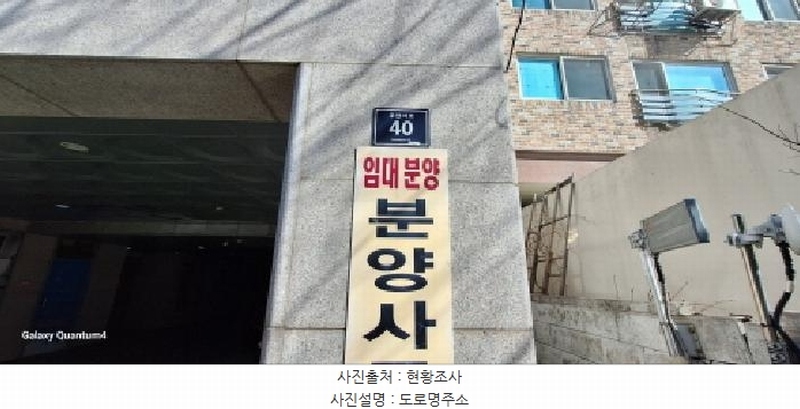 40
임대 분양
분
양
사
Galaxy Quantum4
사진출처 : 현황조사
사진설명 : 도로명주소